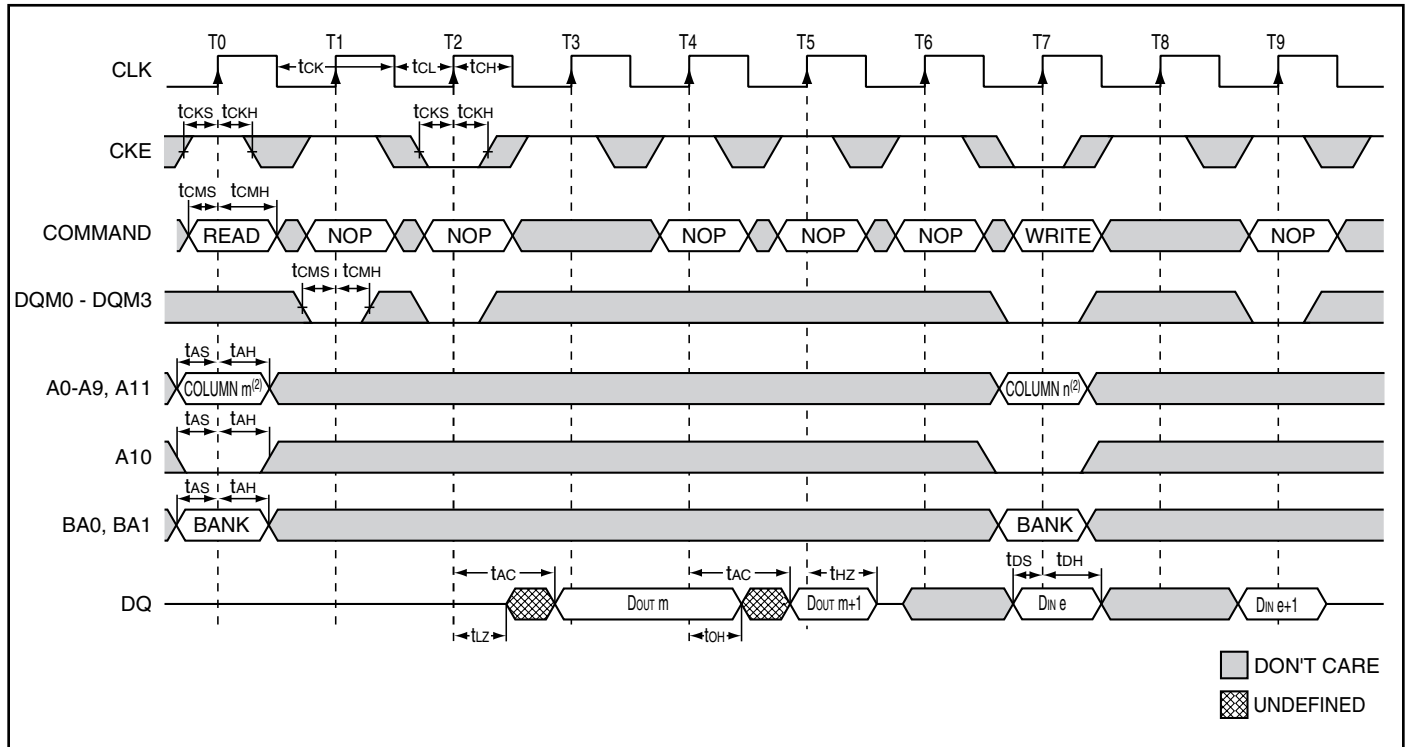 T0 T1 T2 T3 T4 T5 T6 T7 T8 T9
CLK tCK tCL tCH
tCKS tCKH tCKS tCKH
CKE
tCMS tCMH
COMMAND READ NOP NOP NOP NOP NOP WRITE NOP
tCMS tCMH
DQM0 - DQM3
tAS tAH
A0-A9, A11 COLUMN m(2) COLUMN n(2)
tAS tAH
A10
tAS tAH
BA0, BA1 BANK BANK
tAC tAC tHZ tDS tDH
DQ DOUT m DOUT m+1 DIN e DIN e+1
tLZ tOH
DON'T CARE
UNDEFINED